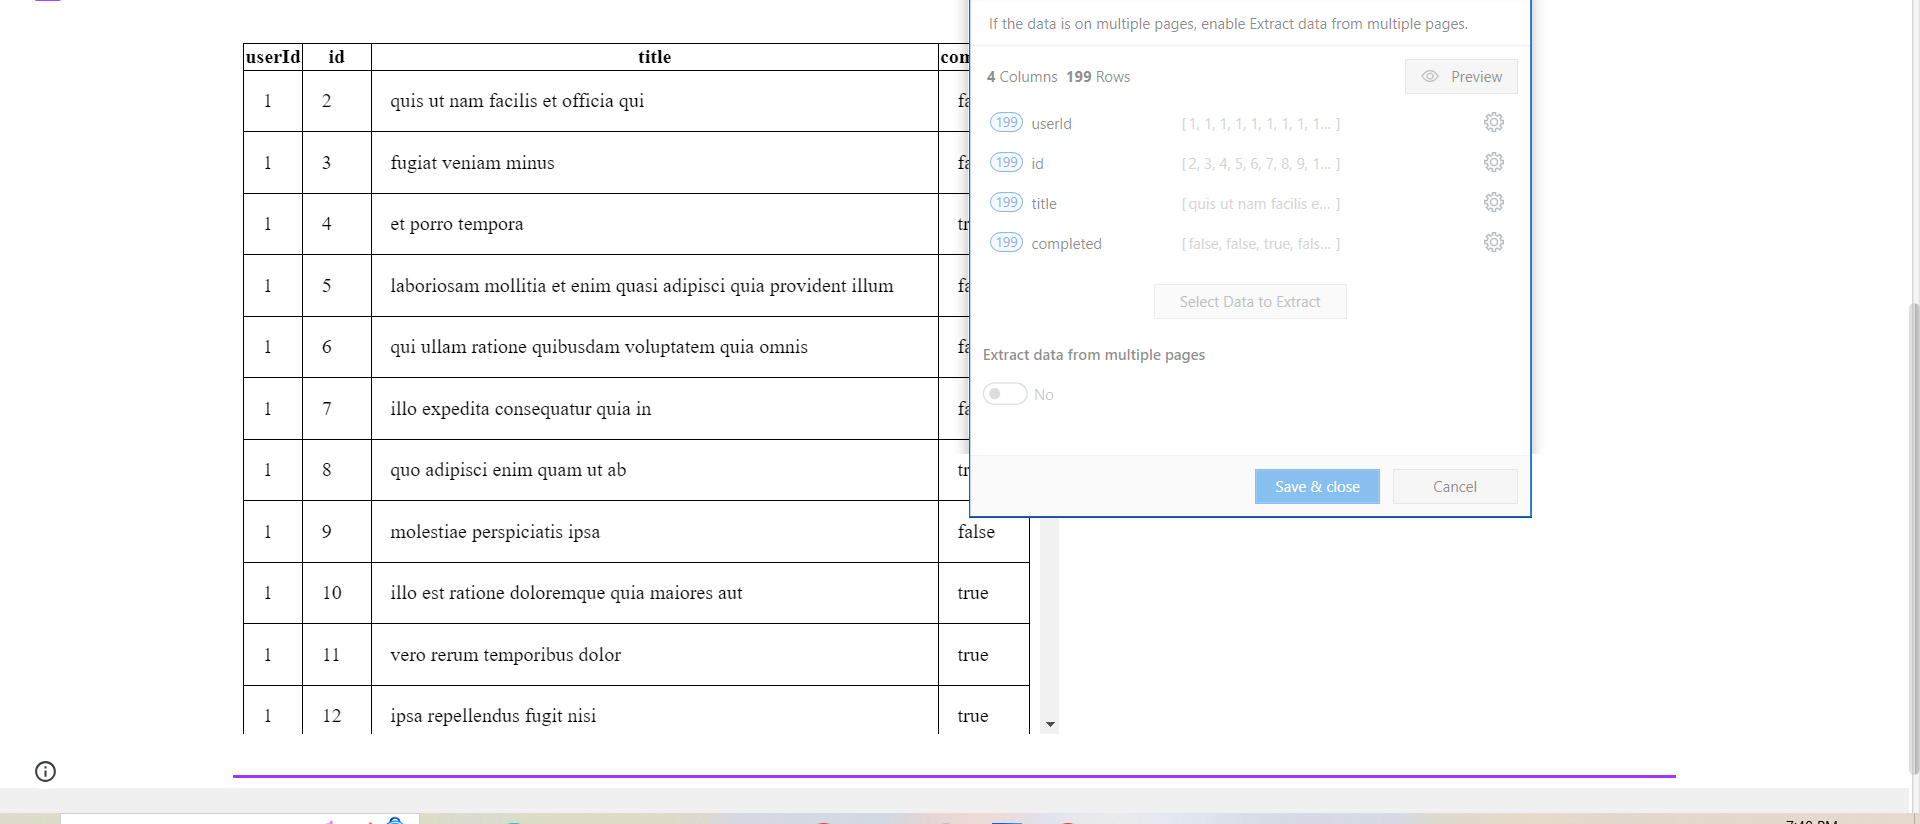 userId id title com
1 2 quis ut nam facilis et officia qui fa
1 3 fugiat veniam minus fa
1 4 et porro tempora tr
1 5 laboriosam mollitia et enim quasi adipisci quia provident illum fa
1 6 qui ullam ratione quibusdam voluptatem quia omnis fa
1 7 illo expedita consequatur quia in fa
1 8 quo adipisci enim quam ut ab tr
1 9 molestiae perspiciatis ipsa false
1 10 illo est ratione doloremque quia maiores aut true
1 11 vero rerum temporibus dolor true
1 12 ipsa repellendus fugit nisi true
If the data is on multiple pages, enable Extract data from multiple pages.
4 Columns 199 Rows Preview
199 userId [ 1, 1, 1, 1, 1, 1, 1, 1, 1... ]
199 id [ 2, 3, 4, 5, 6, 7, 8, 9, 1... ]
199 title [ quis ut nam facilis e... ]
199 completed [ false, false, true, fals... ]
Select Data to Extract
Extract data from multiple pages
No
Save & close Cancel